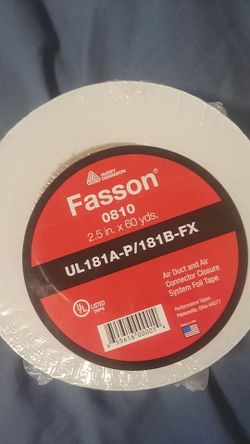 AVERY
DENNISON
Fasson®
0810
2.5 in. x 60 yds.
UL181A-P/181B-FX
Air Duct and Air
Connector Closure
System Foil Tape
UL
LISTED
Performance Tapes
Painesville, Ohio 44077